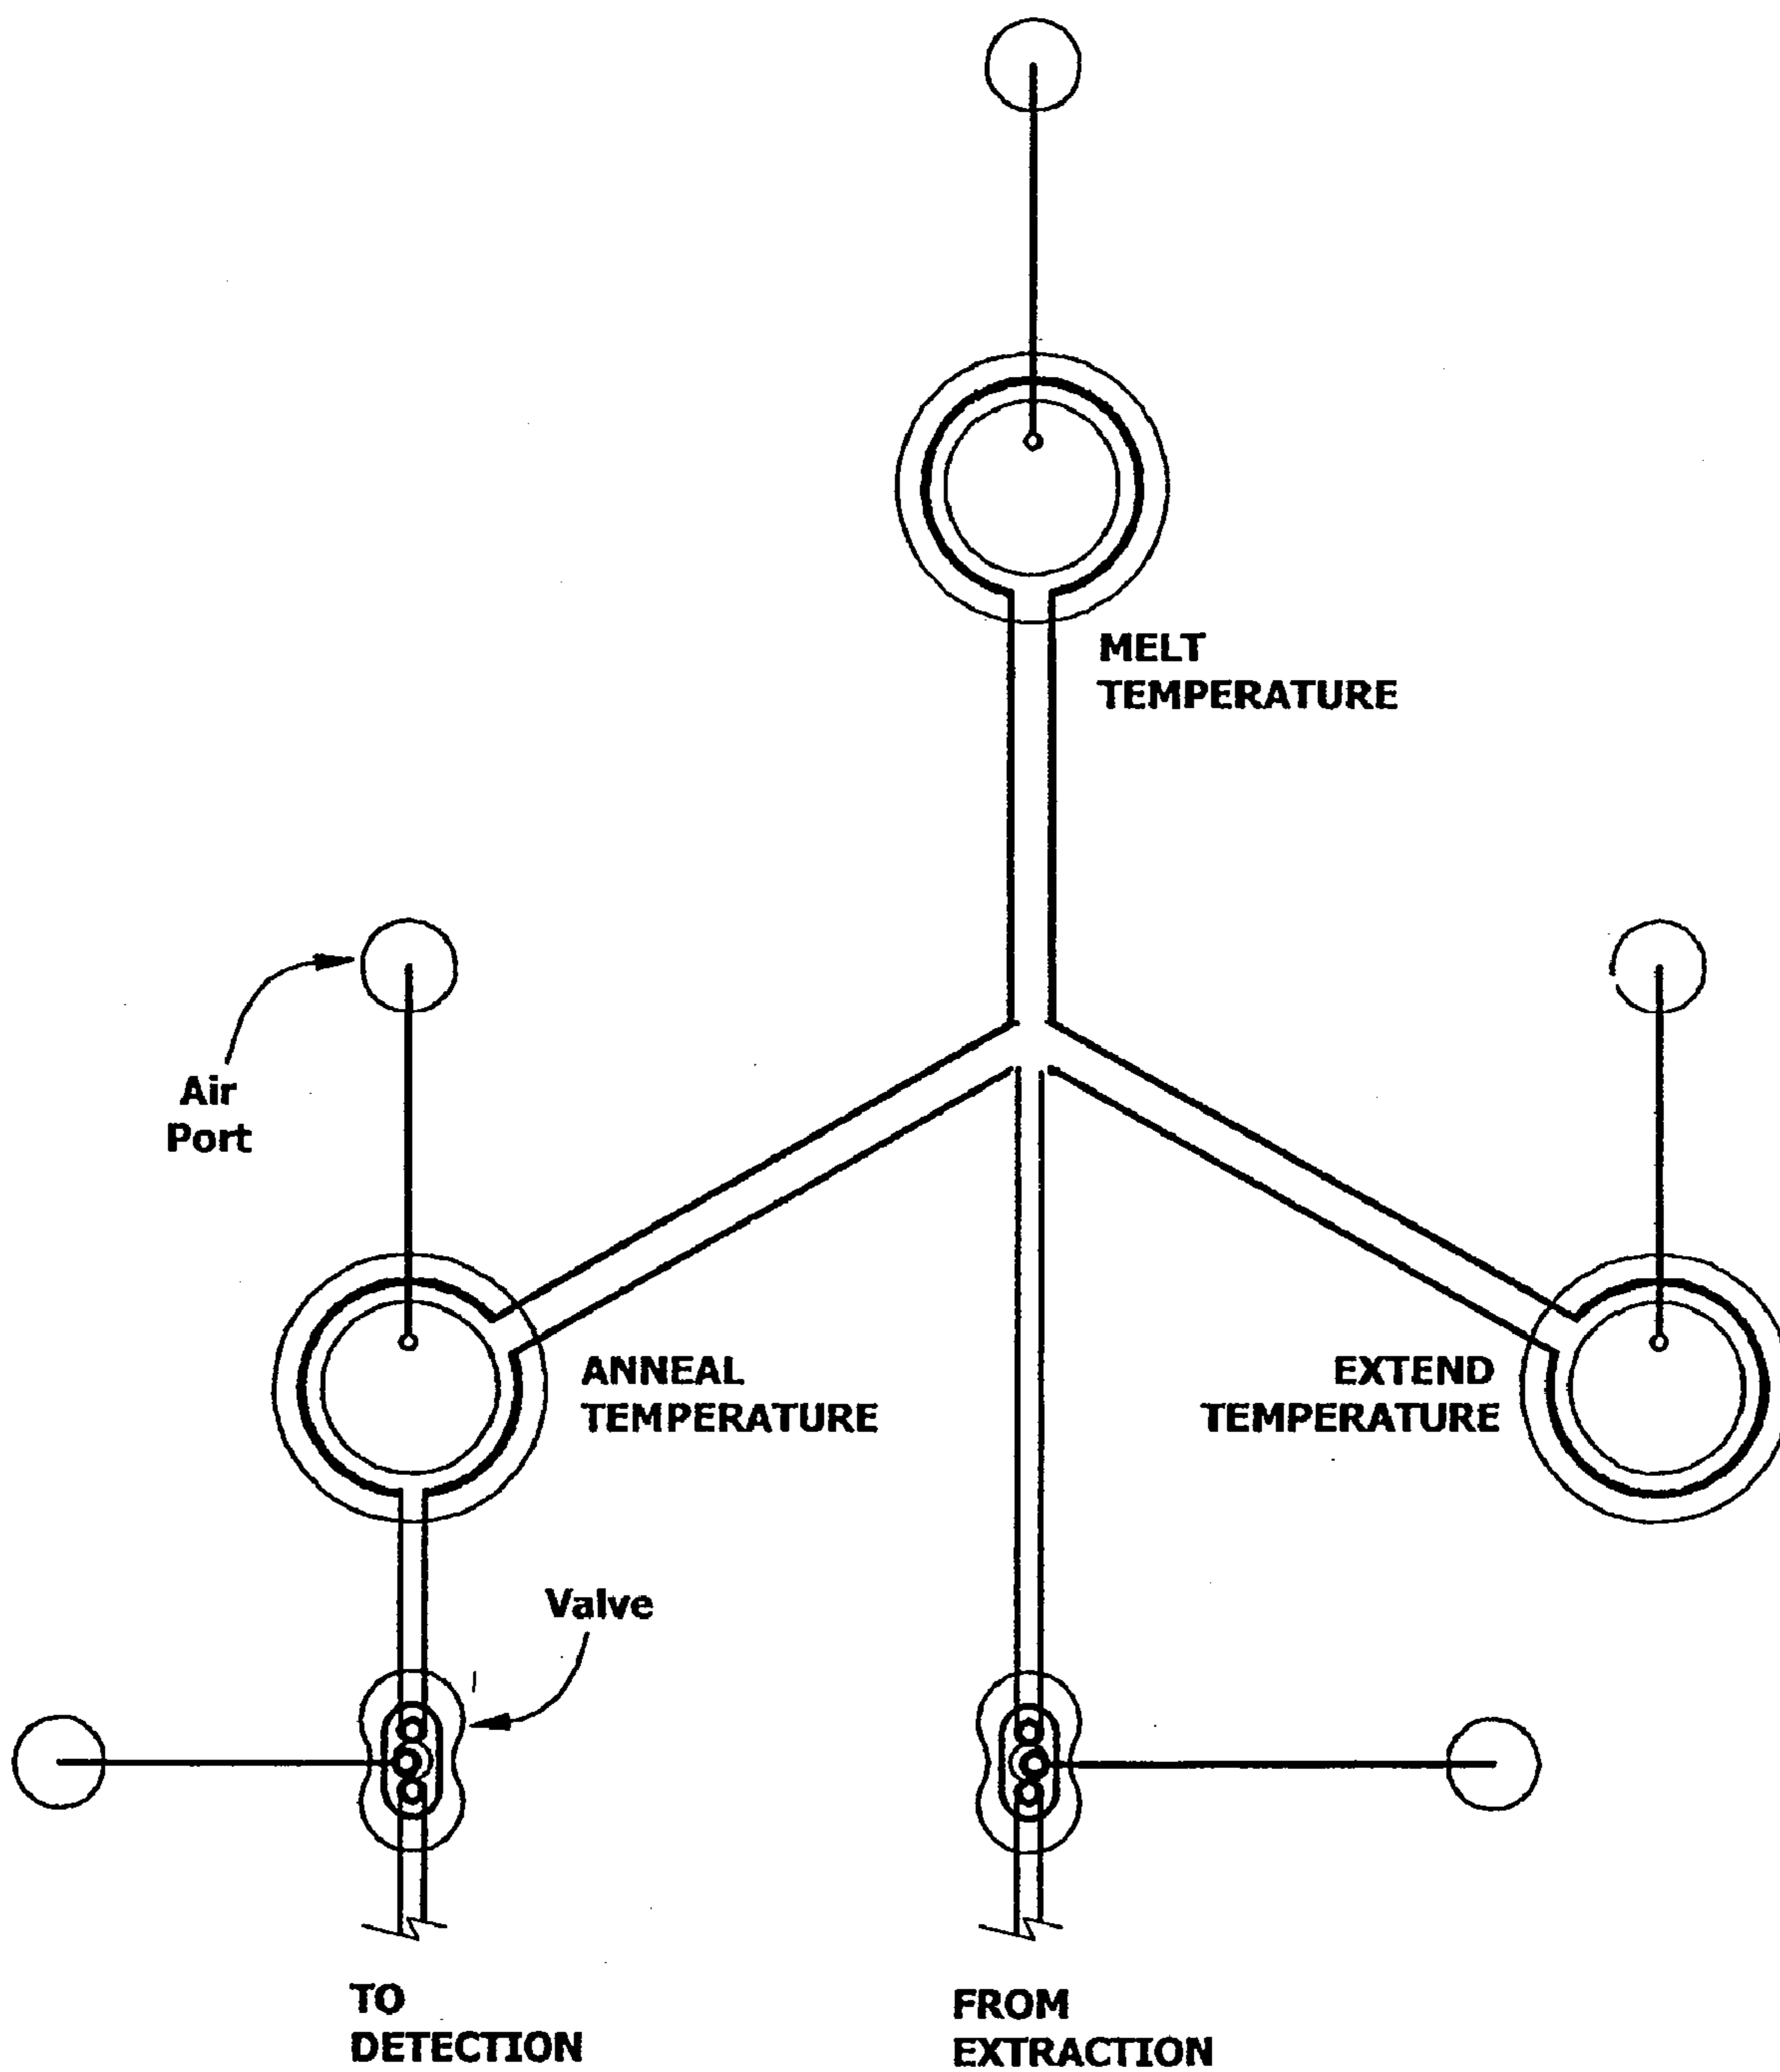 MELT
TEMPERATURE
Air
Port
ANNEAL
TEMPERATURE
EXTEND
TEMPERATURE
Valve
TO
DETECTION
FROM
EXTRACTION